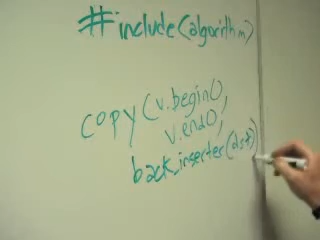 #include(algorithm)
copy(v.begin(),
v.end(),
back_inserter(dst)